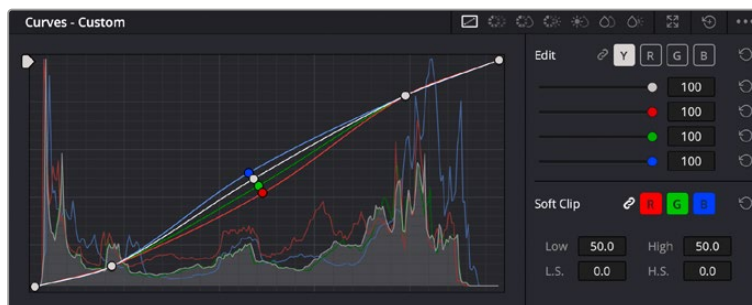 Curves - Custom
Edit Y R G B
100
100
100
100
Soft Clip R G B
Low 50.0 High 50.0
L.S. 0.0 H.S. 0.0